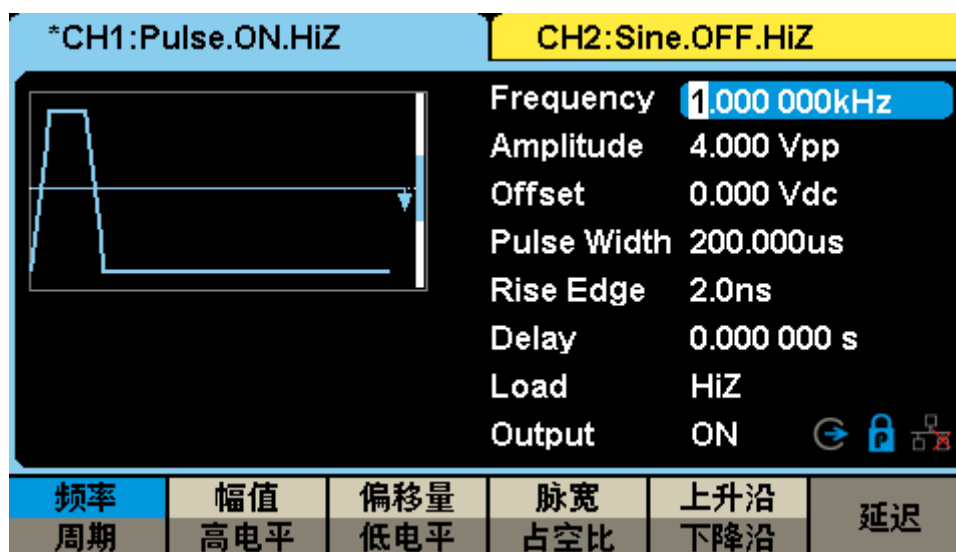 *CH1:Pulse.ON.HiZ
CH2:Sine.OFF.HiZ
Frequency 1.000 000kHz
Amplitude 4.000 Vpp
Offset 0.000 Vdc
Pulse Width 200.000us
Rise Edge 2.0ns
Delay 0.000 000 s
Load HiZ
Output ON
P
频率 幅值 偏移量 脉宽 上升沿 延迟
周期 高电平 低电平 占空比 下降沿